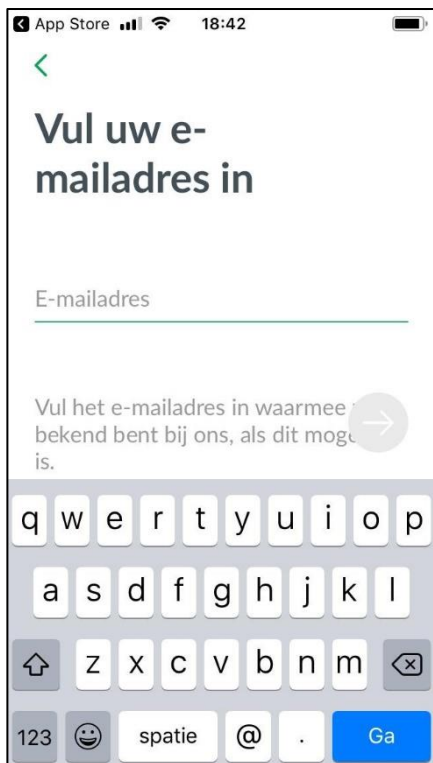 App Store 18:42
Vul uw e-
mailadres in
E-mailadres
Vul het e-mailadres in waarmee
bekend bent bij ons, als dit
is.
q w e r t y u i o p
a s d f g h j k l
z x c v b n m
123 spatie @ . Ga